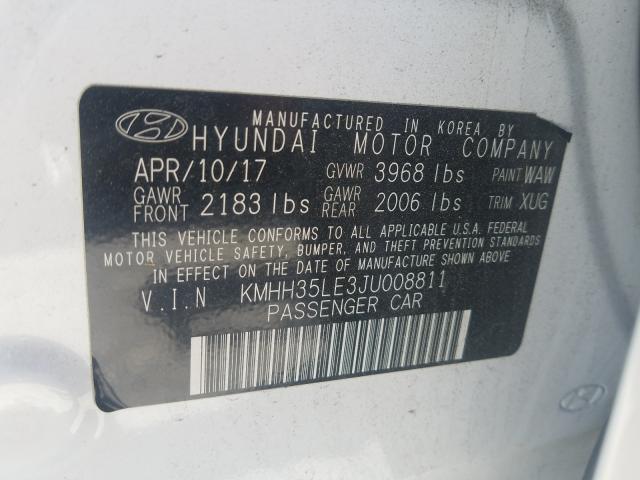 MANUFACTURED IN KOREA BY
HYUNDAI MOTOR COMPANY
APR/10/17 GVWR 3968 lbs PAINT WAW
GAWR FRONT 2183 lbs GAWR REAR 2006 lbs TRIM XUG
THIS VEHICLE CONFORMS TO ALL APPLICABLE U.S.A. FEDERAL
MOTOR VEHICLE SAFETY, BUMPER, AND THEFT PREVENTION STANDARDS
IN EFFECT ON THE DATE OF MANUFACTURE SHOWN ABOVE
V.I.N KMHH35LE3JU008811
PASSENGER CAR